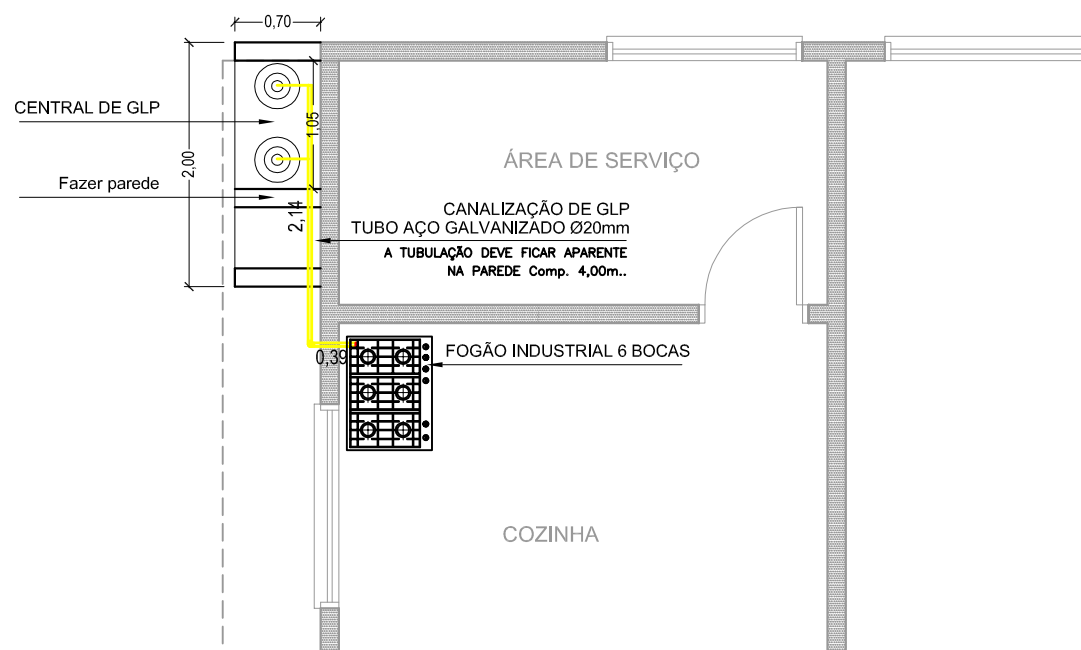 0,70
CENTRAL DE GLP
1,05
2,00
ÁREA DE SERVIÇO
Fazer parede
2,14
CANALIZAÇÃO DE GLP
TUBO AÇO GALVANIZADO Ø20mm
A TUBULAÇÃO DEVE FICAR APARENTE
NA PAREDE Comp. 4,00m..
0,39
FOGÃO INDUSTRIAL 6 BOCAS
COZINHA